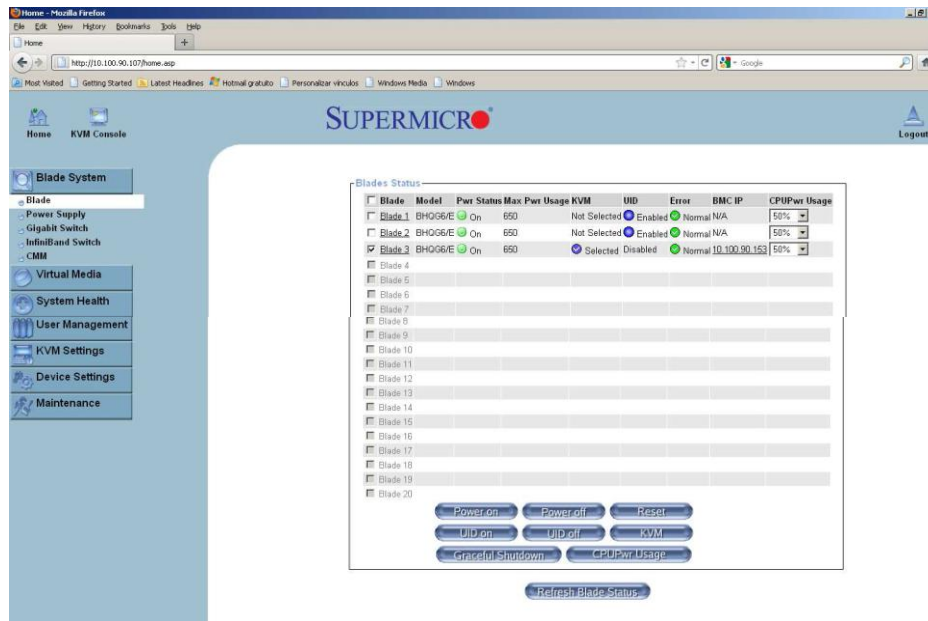 Home - Mozilla Firefox
File Edit View History Bookmarks Tools Help
Home +
http://10.100.90.107/home.asp
Google
Most Visited Getting Started Latest Headlines Hotmail gratuito Personalizar vínculos Windows Media Windows
SUPERMICRO®
Home KVM Console
Logout
Blade System
Blade
Power Supply
Gigabit Switch
InfiniBand Switch
CMM
Virtual Media
System Health
User Management
KVM Settings
Device Settings
Maintenance
Blades Status
Blade Model Pwr Status Max Pwr Usage KVM UID Error BMC IP CPUPwr Usage
Blade 1 BHQG6/E On 650 Not Selected Enabled Normal N/A 50%
Blade 2 BHQG6/E On 650 Not Selected Enabled Normal N/A 50%
Blade 3 BHQG6/E On 650 Selected Disabled Normal 10.100.90.153 50%
Blade 4
Blade 5
Blade 6
Blade 7
Blade 8
Blade 9
Blade 10
Blade 11
Blade 12
Blade 13
Blade 14
Blade 15
Blade 16
Blade 17
Blade 18
Blade 19
Blade 20
Power on Power off Reset
UID on UID off KVM
Graceful Shutdown CPUPwr Usage
Refresh Blade Status